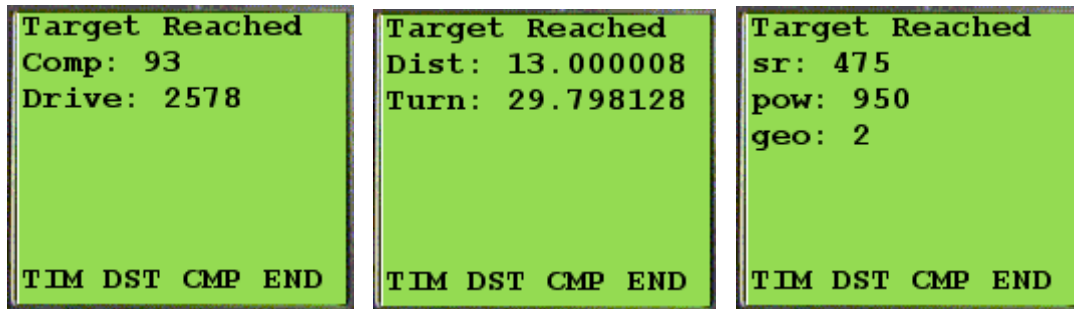 Target Reached
Comp: 93
Drive: 2578
TIM DST CMP END
Target Reached
Dist: 13.000008
Turn: 29.798128
TIM DST CMP END
Target Reached
sr: 475
pow: 950
geo: 2
TIM DST CMP END